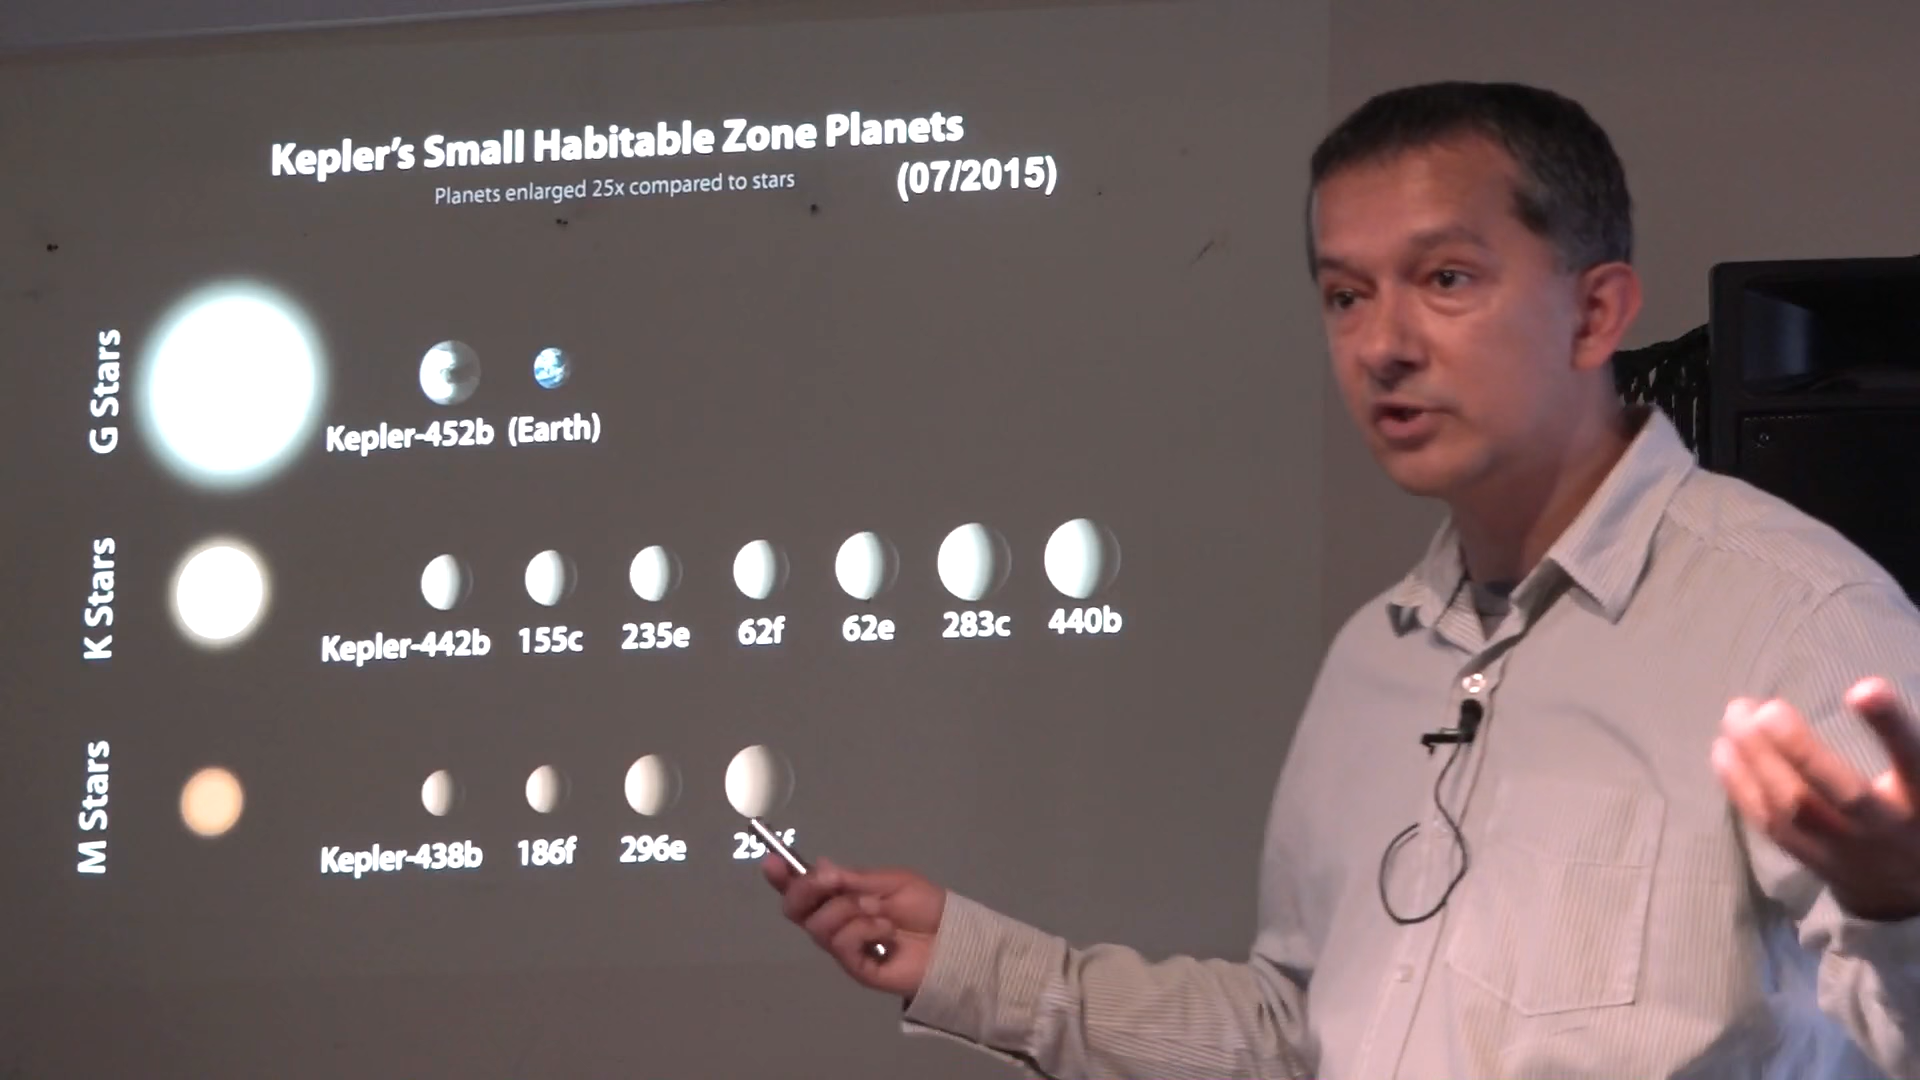 Kepler's Small Habitable Zone Planets
Planets enlarged 25x compared to stars
(07/2015)
G Stars
Kepler-452b (Earth)
K Stars
Kepler-442b 155c 235e 62f 62e 283c 440b
M Stars
Kepler-438b 186f 296e